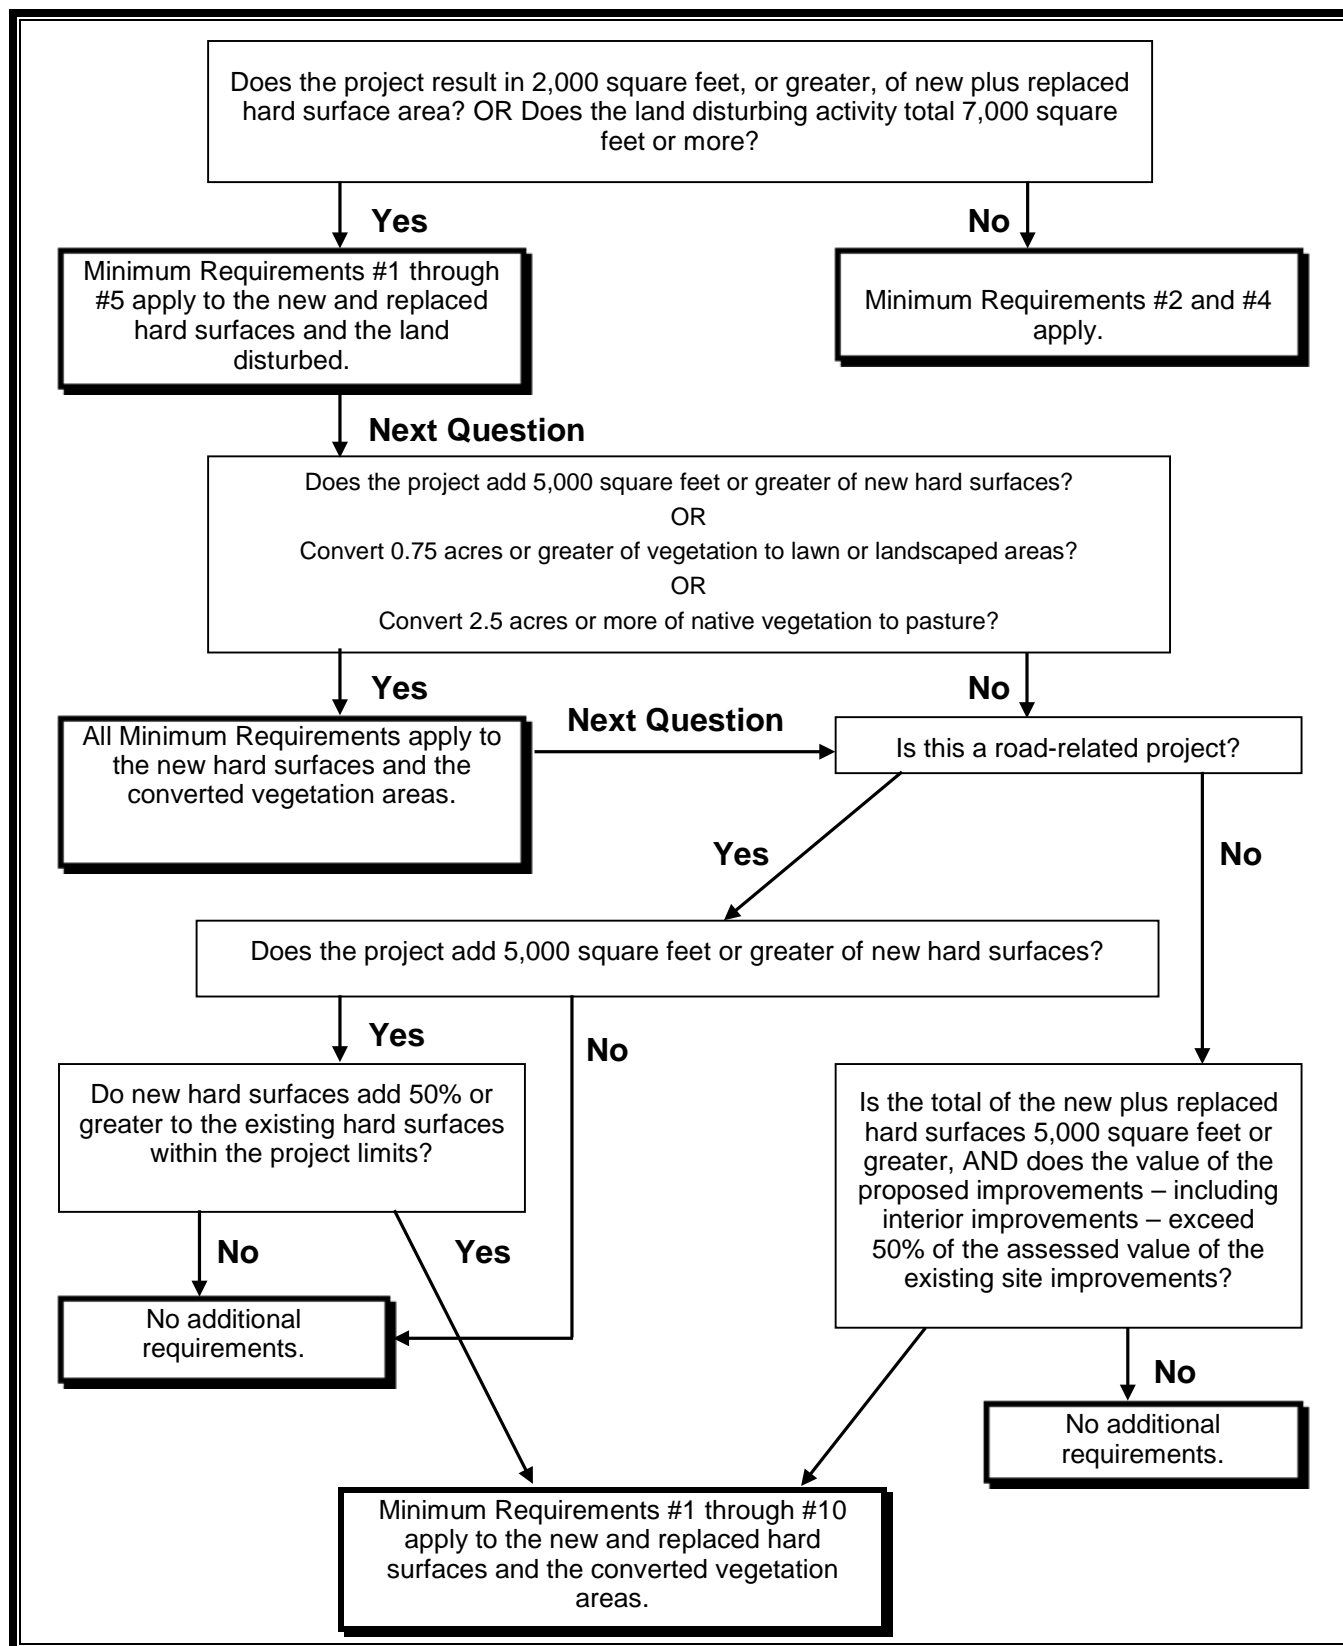 Does the project result in 2,000 square feet, or greater, of new plus replaced
hard surface area? OR Does the land disturbing activity total 7,000 square
feet or more?
Yes
No
Minimum Requirements #1 through
#5 apply to the new and replaced
hard surfaces and the land
disturbed.
Minimum Requirements #2 and #4
apply.
Next Question
Does the project add 5,000 square feet or greater of new hard surfaces?
OR
Convert 0.75 acres or greater of vegetation to lawn or landscaped areas?
OR
Convert 2.5 acres or more of native vegetation to pasture?
Yes
No
All Minimum Requirements apply to
the new hard surfaces and the
converted vegetation areas.
Next Question
Is this a road-related project?
Yes
No
Does the project add 5,000 square feet or greater of new hard surfaces?
Yes
No
Do new hard surfaces add 50% or
greater to the existing hard surfaces
within the project limits?
Is the total of the new plus replaced
hard surfaces 5,000 square feet or
greater, AND does the value of the
proposed improvements – including
interior improvements – exceed
50% of the assessed value of the
existing site improvements?
No
Yes
No additional
requirements.
No
No additional
requirements.
Minimum Requirements #1 through #10
apply to the new and replaced hard
surfaces and the converted vegetation
areas.